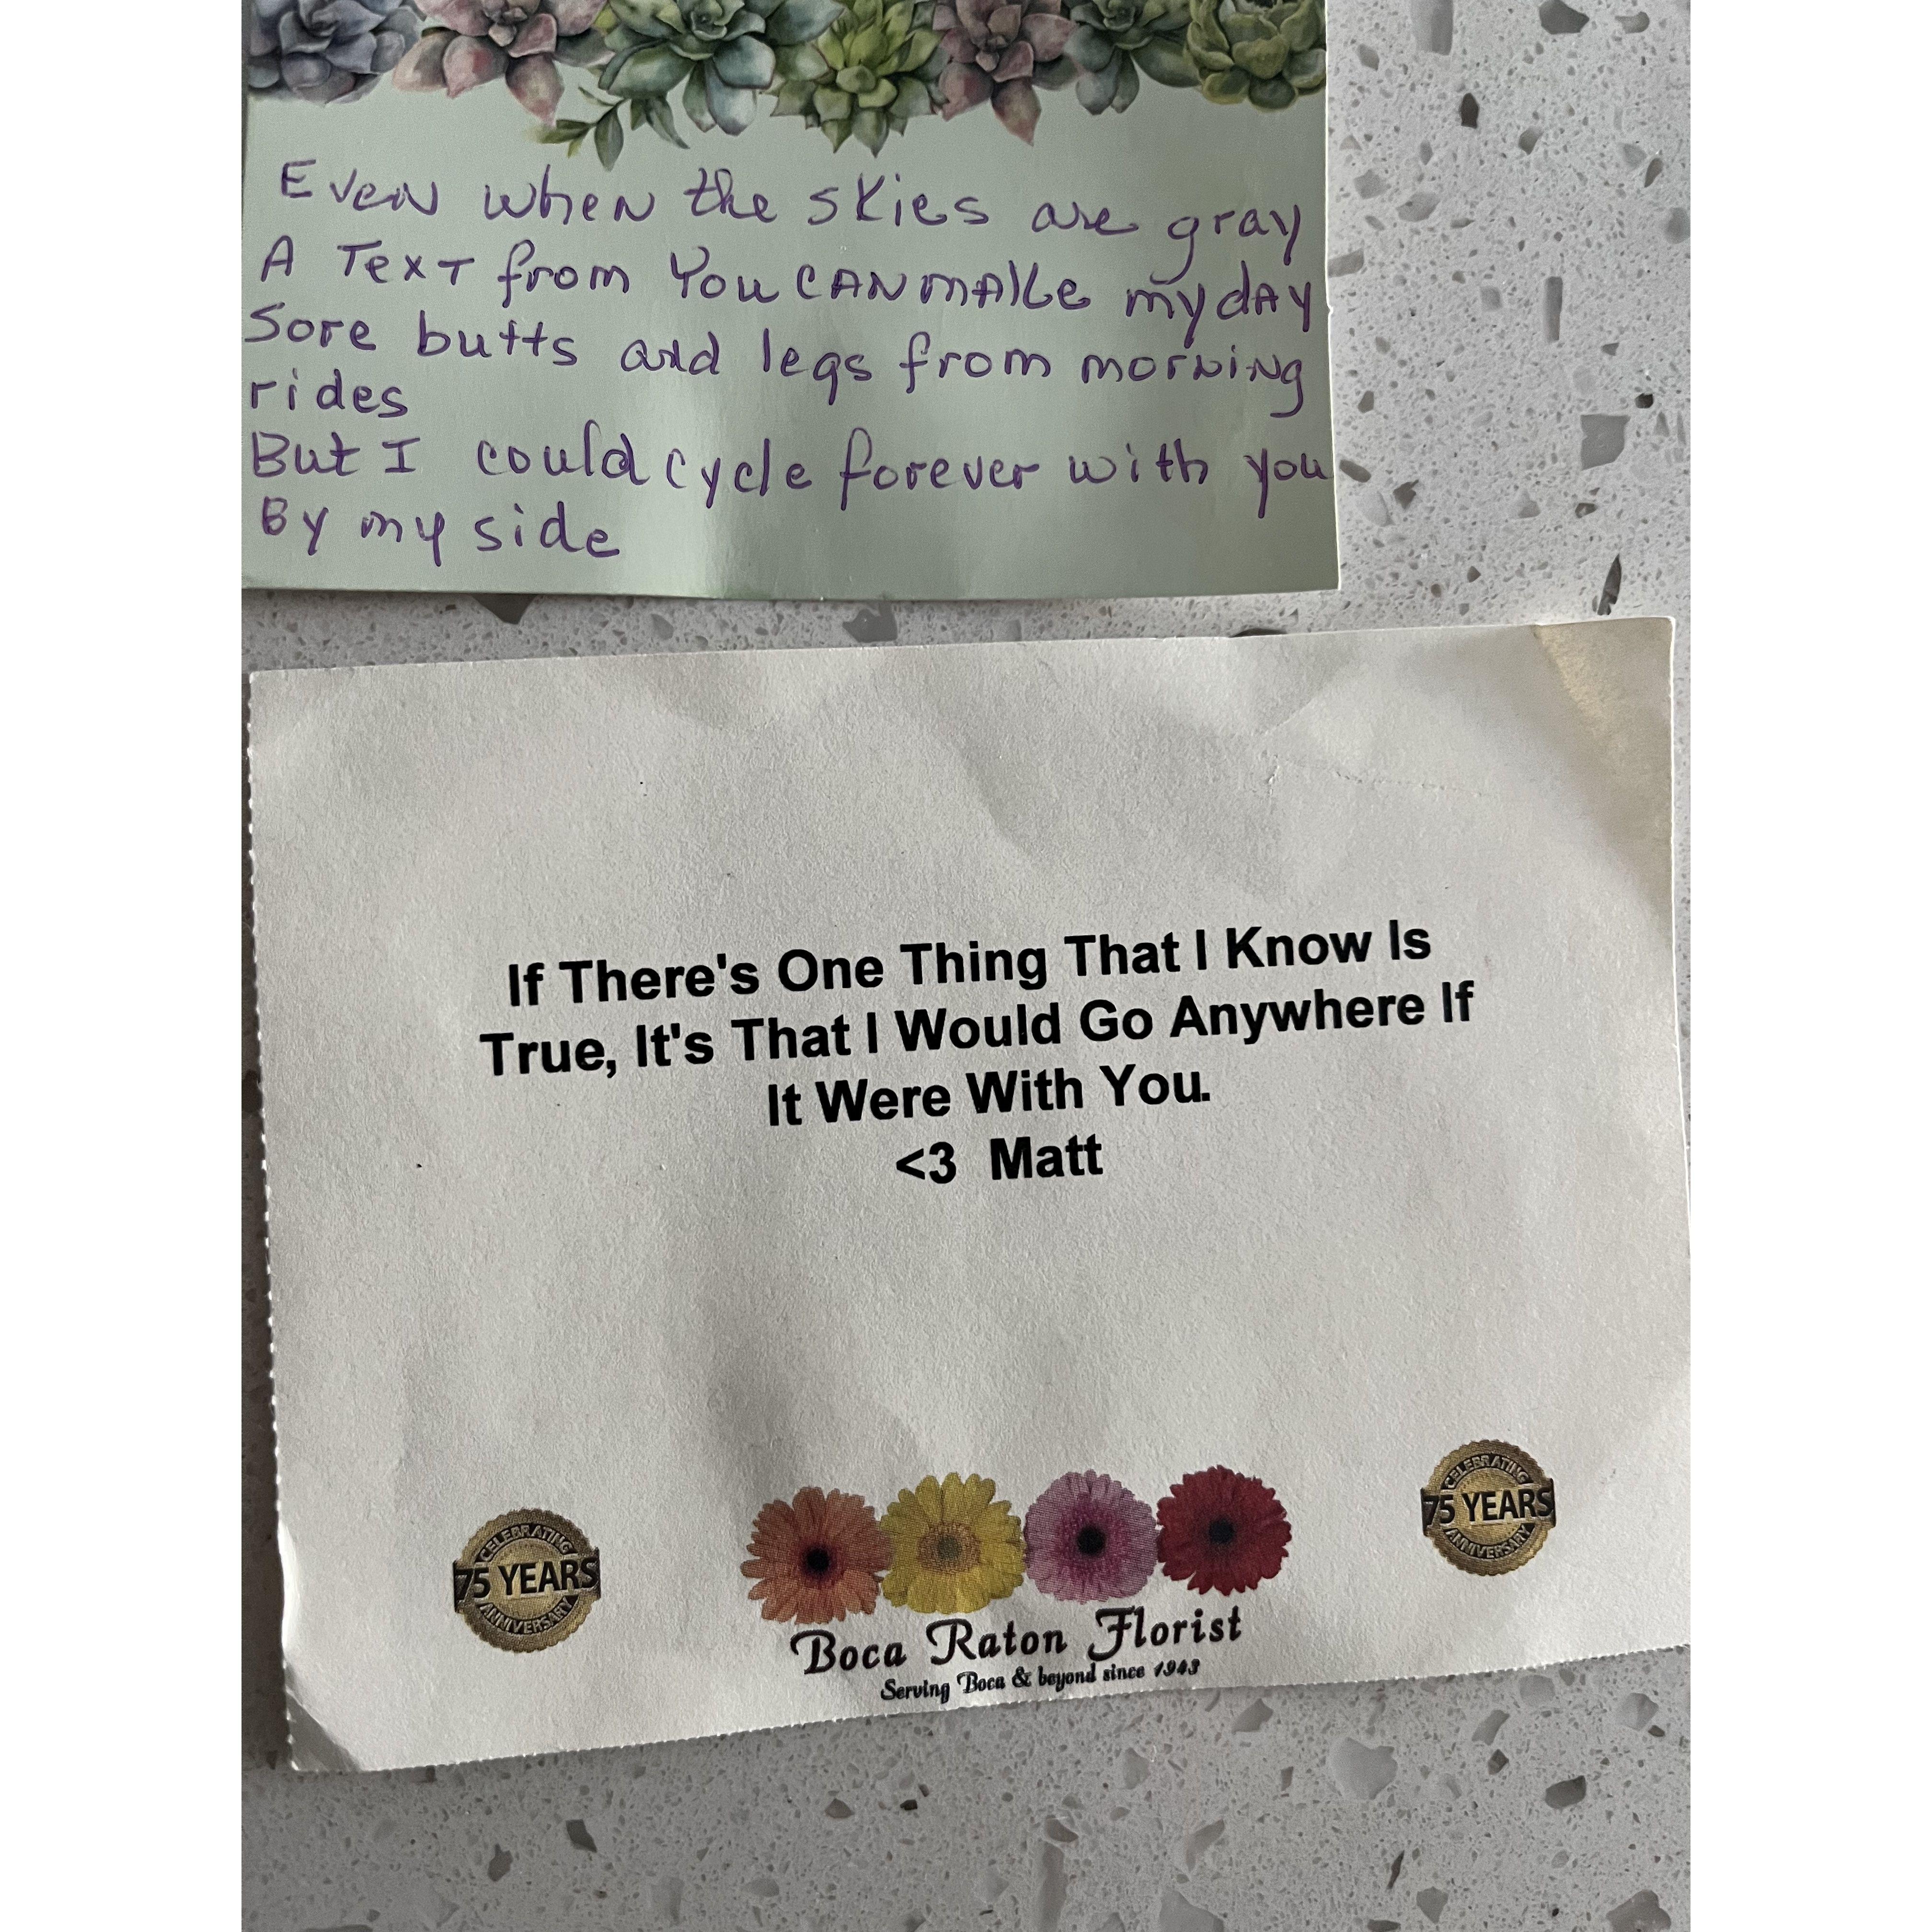 Even when the skies are gray
A Text from You CAN mAKe my dAy
Sore butts and legs from morning
rides
But I could cycle forever with you
By my side
If There's One Thing That I Know Is
True, It's That I Would Go Anywhere If
It Were With You.
<3 Matt
CELEBRATING
75 YEARS
ANNIVERSARY
CELEBRATING
75 YEARS
ANNIVERSARY
Boca Raton Florist
Serving Boca & beyond since 1943